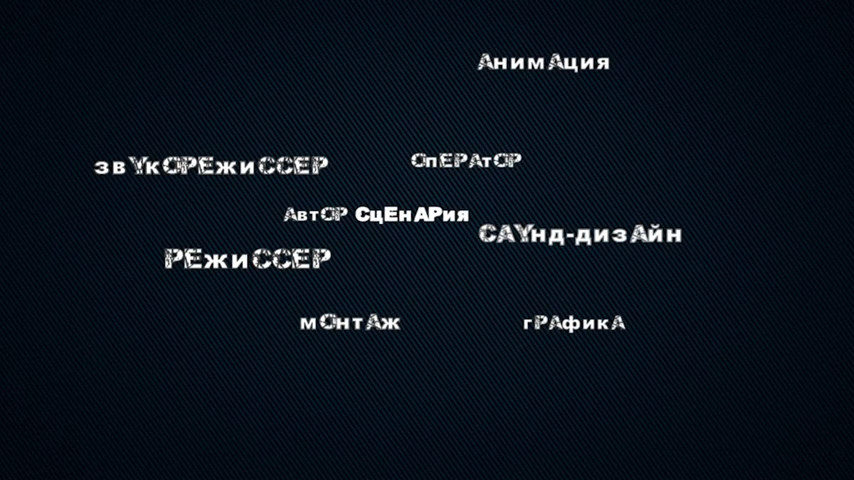 АнимАция
звУкОРЕжиССЕР
ОпЕРАтОР
АвтОР СцЕнАРия
САУнд-дизАйн
РЕжиССЕР
мОнтАж
гРАфикА